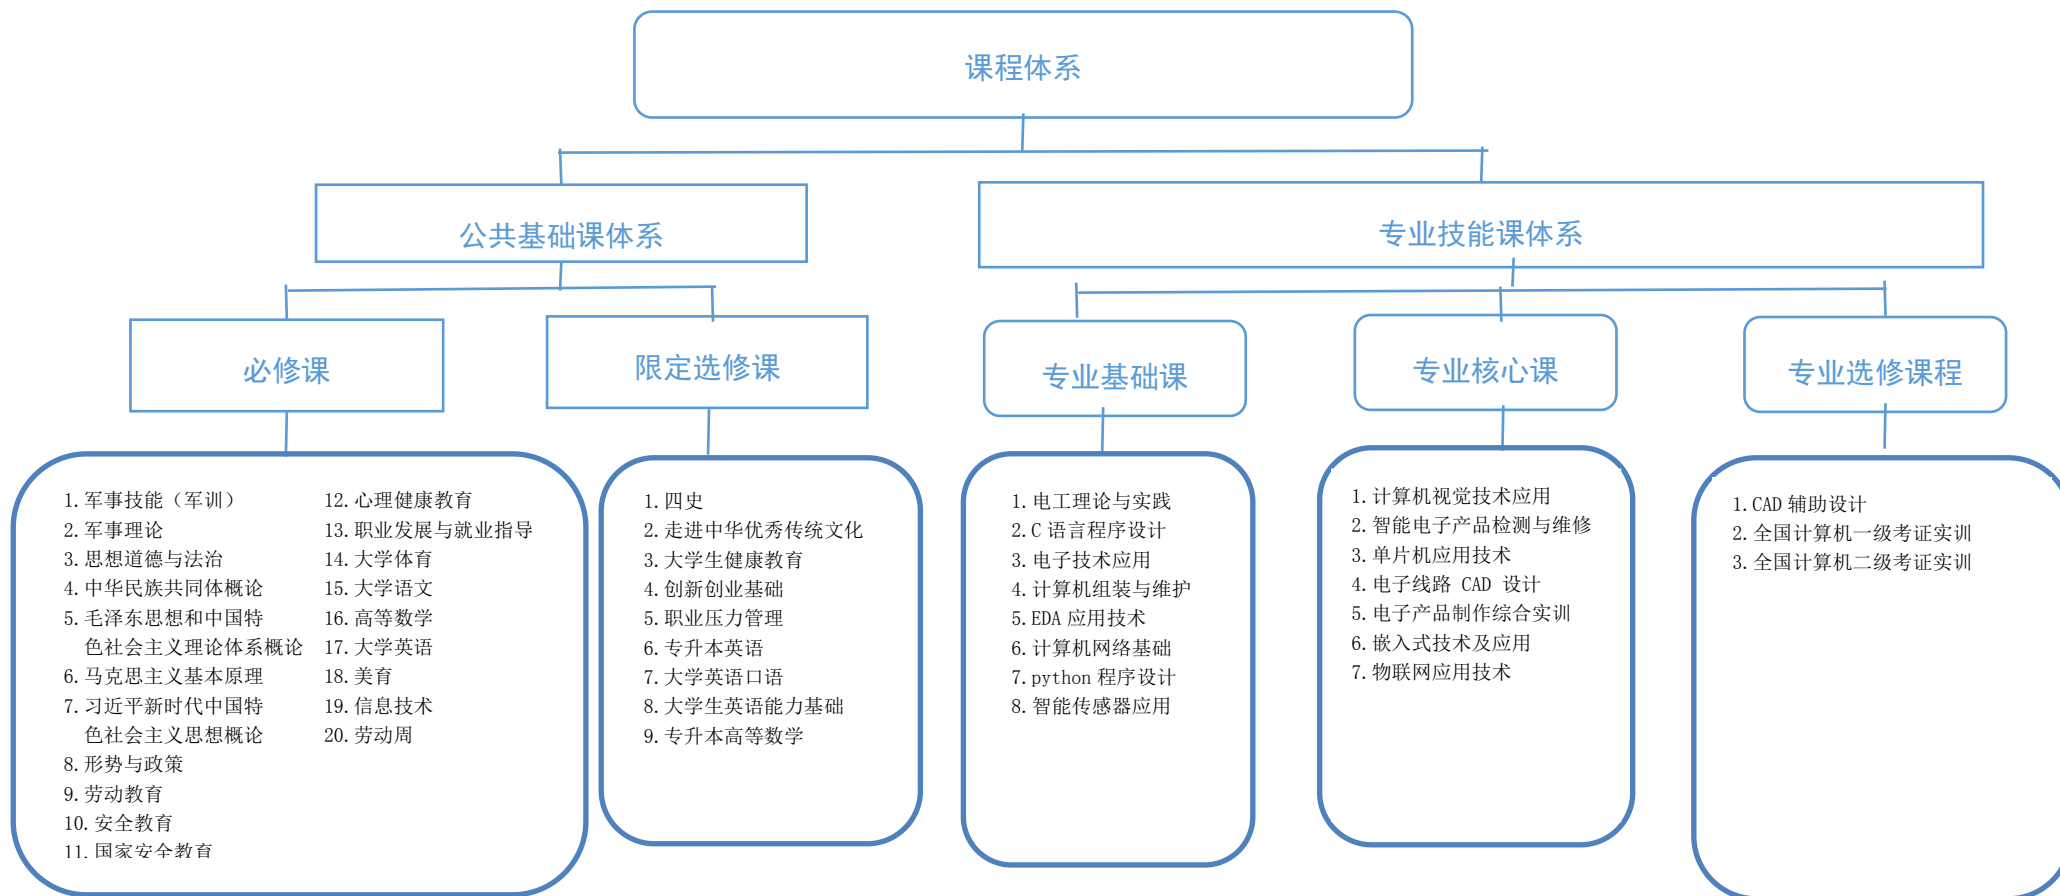 课程体系
公共基础课体系
专业技能课体系
必修课
限定选修课
专业基础课
专业核心课
专业选修课程
1.军事技能（军训）
2.军事理论
3.思想道德与法治
4.中华民族共同体概论
5.毛泽东思想和中国特
色社会主义理论体系概论
6.马克思主义基本原理
7.习近平新时代中国特
色社会主义思想概论
8.形势与政策
9.劳动教育
10.安全教育
11.国家安全教育
12.心理健康教育
13.职业发展与就业指导
14.大学体育
15.大学语文
16.高等数学
17.大学英语
18.美育
19.信息技术
20.劳动周
1.四史
2.走进中华优秀传统文化
3.大学生健康教育
4.创新创业基础
5.职业压力管理
6.专升本英语
7.大学英语口语
8.大学生英语能力基础
9.专升本高等数学
1.电工理论与实践
2.C 语言程序设计
3.电子技术应用
4.计算机组装与维护
5.EDA 应用技术
6.计算机网络基础
7.python 程序设计
8.智能传感器应用
1.计算机视觉技术应用
2.智能电子产品检测与维修
3.单片机应用技术
4.电子线路 CAD 设计
5.电子产品制作综合实训
6.嵌入式技术及应用
7.物联网应用技术
1.CAD 辅助设计
2.全国计算机一级考证实训
3.全国计算机二级考证实训